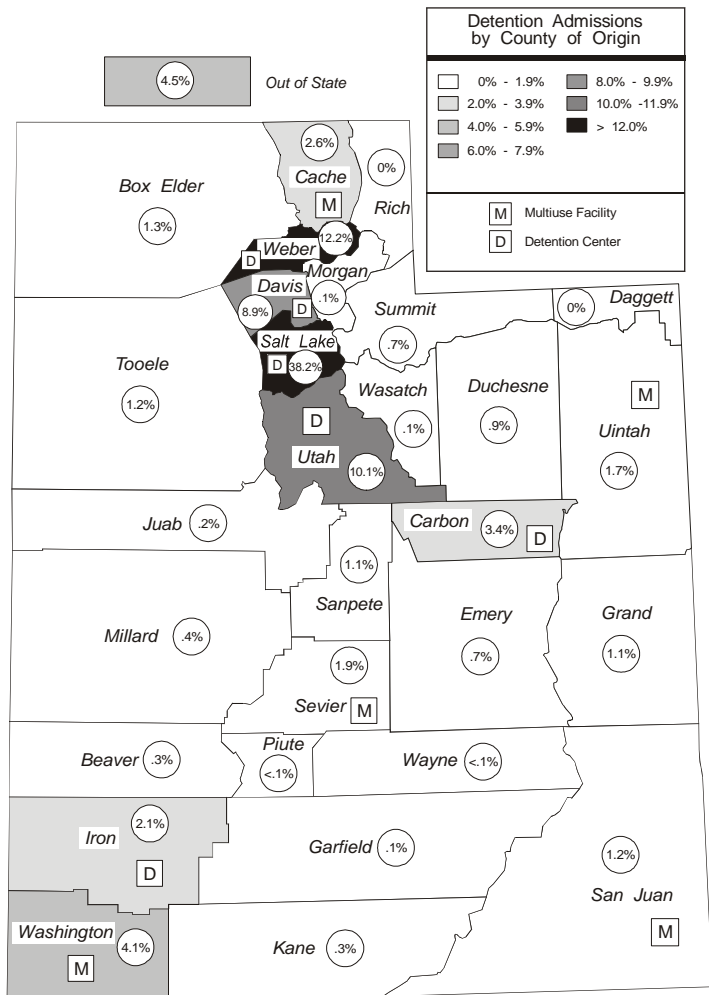 Detention Admissions
by County of Origin
0% - 1.9%
2.0% - 3.9%
4.0% - 5.9%
6.0% - 7.9%
8.0% - 9.9%
10.0% -11.9%
> 12.0%
M Multiuse Facility
D Detention Center
4.5% Out of State
2.6%
Cache
M
0%
Rich
Box Elder
1.3%
12.2%
Weber
D
Morgan
.1%
Davis
8.9%
D
Summit
.7%
0%
Daggett
Salt Lake
D
38.2%
Tooele
1.2%
Wasatch
.1%
Duchesne
.9%
M
Uintah
1.7%
D
Utah
10.1%
Juab .2%
Carbon 3.4%
D
1.1%
Sanpete
Millard .4%
Emery
.7%
Grand
1.1%
1.9%
Sevier M
Beaver .3%
Piute
<.1%
Wayne <.1%
2.1%
Iron
D
Garfield .1%
1.2%
San Juan
M
Washington
4.1%
M
Kane .3%